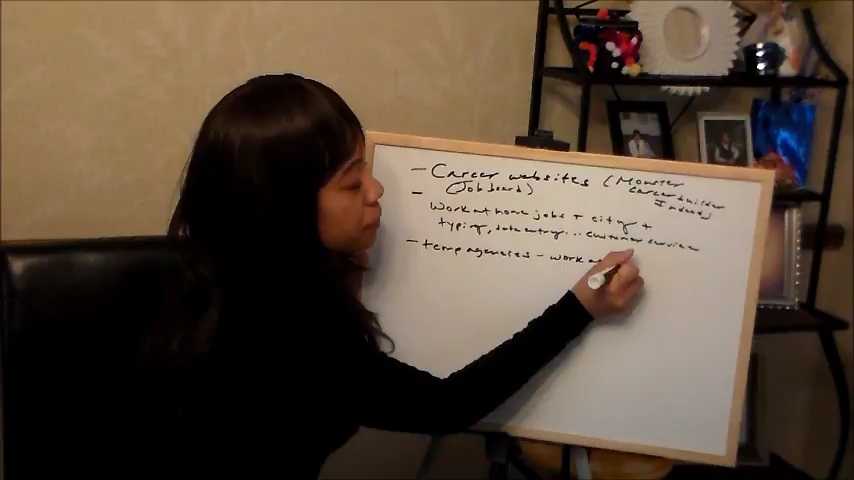 - Career websites (Monster
Careerbuilder
- (Job board) Indeed)
Work at home jobs + city +
typing, data entry... customer service
- temp agencies - work a